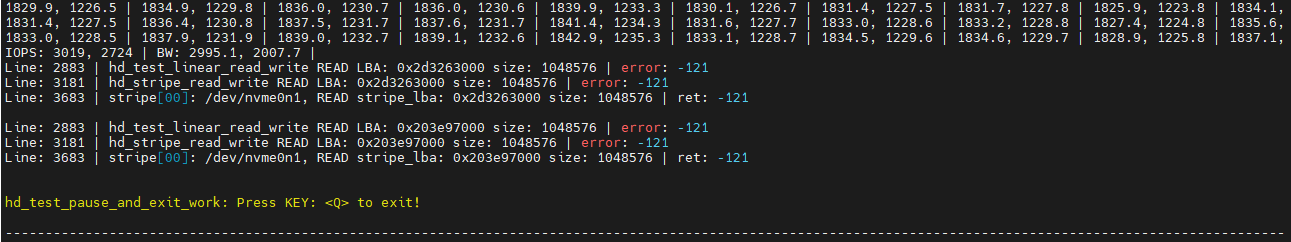 1829.9, 1226.5 | 1834.9, 1229.8 | 1836.0, 1230.7 | 1836.0, 1230.6 | 1839.9, 1233.3 | 1830.1, 1226.7 | 1831.4, 1227.5 | 1831.7, 1227.8 | 1825.9, 1223.8 | 1834.1,
1831.4, 1227.5 | 1836.4, 1230.8 | 1837.5, 1231.7 | 1837.6, 1231.7 | 1841.4, 1234.3 | 1831.6, 1227.7 | 1833.0, 1228.6 | 1833.2, 1228.8 | 1827.4, 1224.8 | 1835.6,
1833.0, 1228.5 | 1837.9, 1231.9 | 1839.0, 1232.7 | 1839.1, 1232.6 | 1842.9, 1235.3 | 1833.1, 1228.7 | 1834.5, 1229.6 | 1834.6, 1229.7 | 1828.9, 1225.8 | 1837.1,
IOPS: 3019, 2724 | BW: 2995.1, 2007.7 |
Line: 2883 | hd_test_linear_read_write READ LBA: 0x2d3263000 size: 1048576 | error: -121
Line: 3181 | hd_stripe_read_write READ LBA: 0x2d3263000 size: 1048576 | error: -121
Line: 3683 | stripe[00]: /dev/nvme0n1, READ stripe_lba: 0x2d3263000 size: 1048576 | ret: -121
Line: 2883 | hd_test_linear_read_write READ LBA: 0x203e97000 size: 1048576 | error: -121
Line: 3181 | hd_stripe_read_write READ LBA: 0x203e97000 size: 1048576 | error: -121
Line: 3683 | stripe[00]: /dev/nvme0n1, READ stripe_lba: 0x203e97000 size: 1048576 | ret: -121
hd_test_pause_and_exit_work: Press KEY: <Q> to exit!